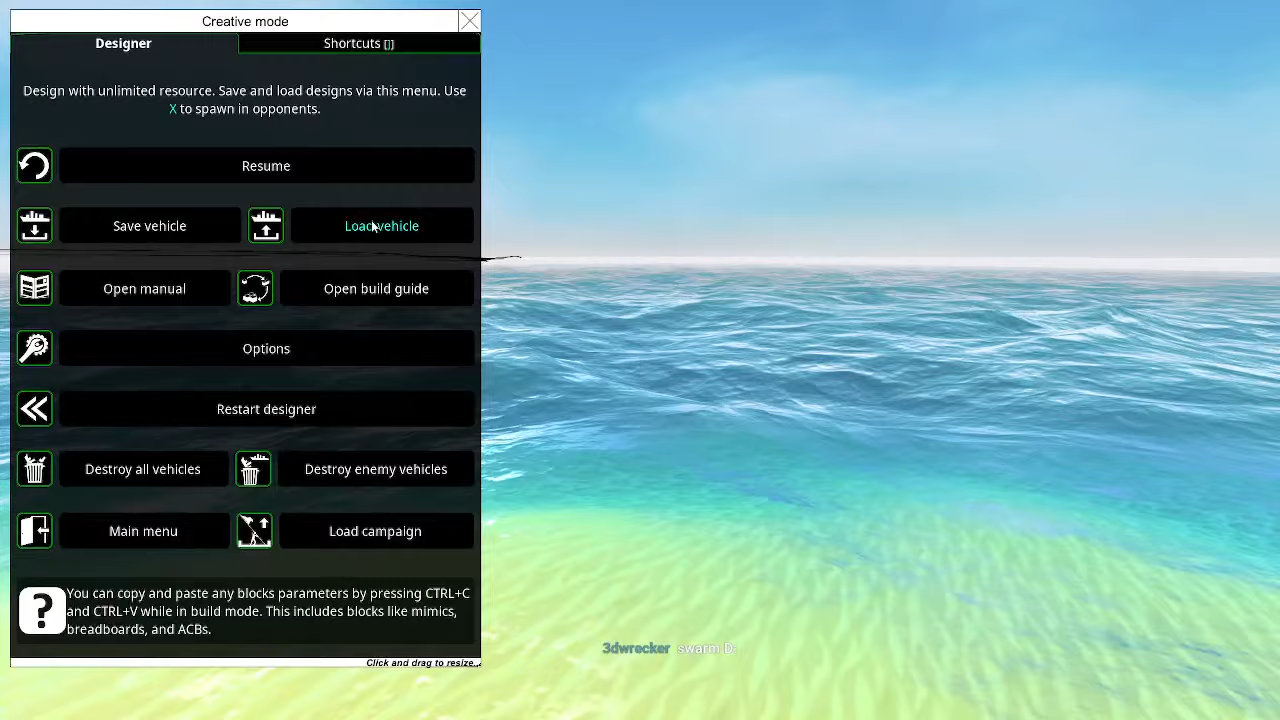 Creative mode
Designer
Shortcuts []]
Design with unlimited resource. Save and load designs via this menu. Use
X to spawn in opponents.
Resume
Save vehicle
Load vehicle
Open manual
Open build guide
Options
Restart designer
Destroy all vehicles
Destroy enemy vehicles
Main menu
Load campaign
? You can copy and paste any blocks parameters by pressing CTRL+C
and CTRL+V while in build mode. This includes blocks like mimics,
breadboards, and ACBs.
Click and drag to resize...
3dwrecker swarm D: